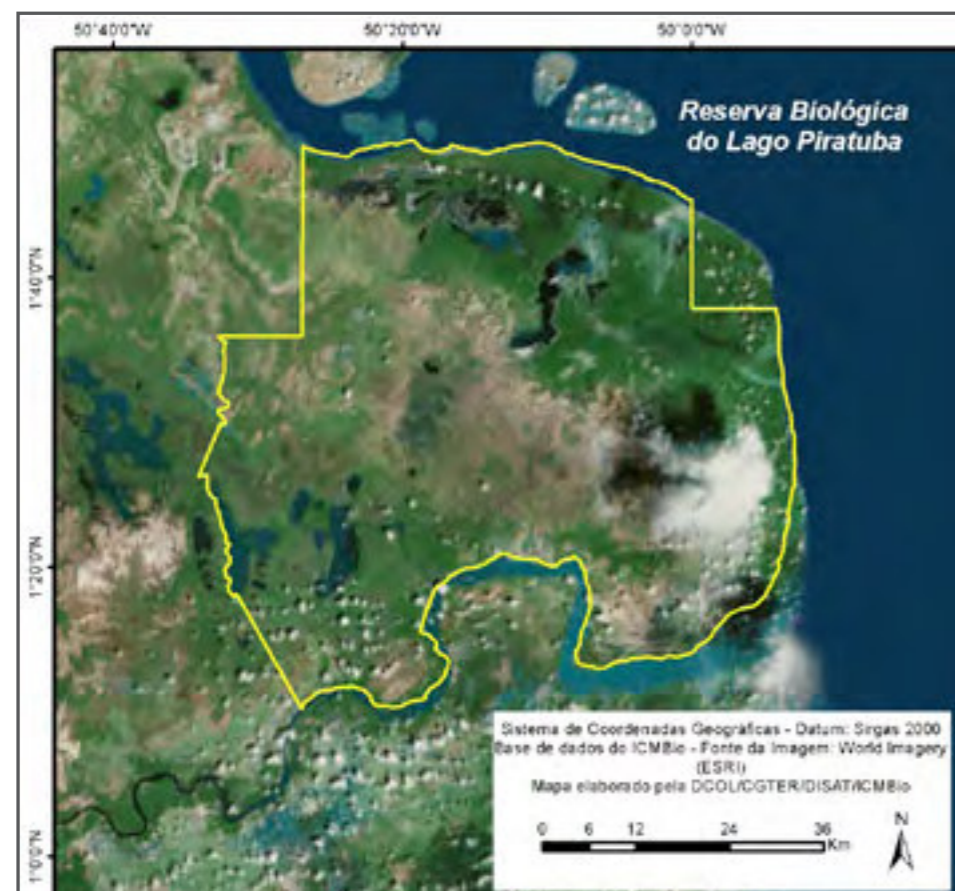 50°40'0"W 50°20'0"W 50°0'0"W
Reserva Biológica
do Lago Piratuba
1°40'0"N
1°20'0"N
1°0'0"N
Sistema de Coordenadas Geográficas - Datum: Sirgas 2000
Base de dados do ICMBio - Fonte da Imagem: World Imagery
(ESRI)
Mapa elaborado pela DCOL/CGTER/DISAT/ICMBio
N
0 6 12 24 36
Km